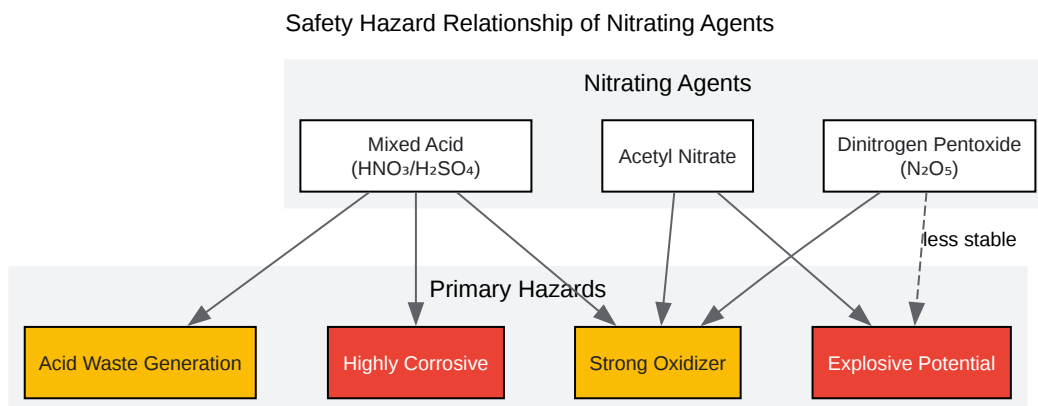 Safety Hazard Relationship of Nitrating Agents
Nitrating Agents
Mixed Acid
(HNO₃/H₂SO₄)
Acetyl Nitrate
Dinitrogen Pentoxide
(N₂O₅)
less stable
Primary Hazards
Acid Waste Generation
Highly Corrosive
Strong Oxidizer
Explosive Potential